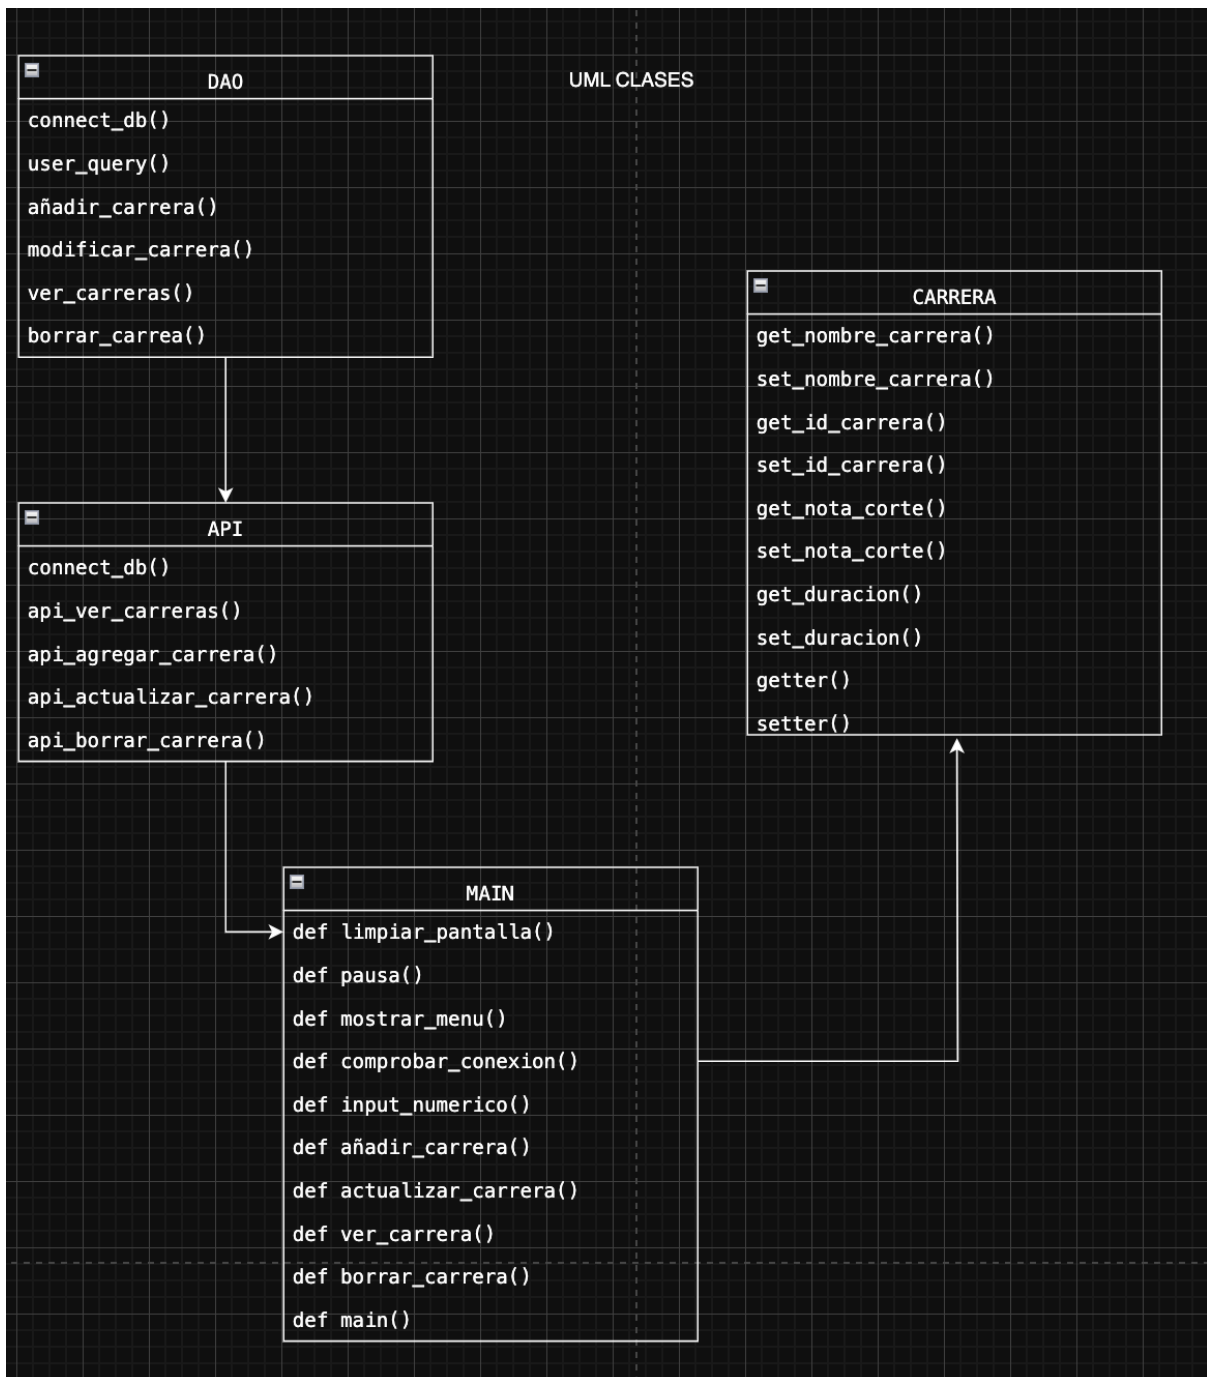 UML CLASES
DAO
connect_db()
user_query()
añadir_carrera()
modificar_carrera()
ver_carreras()
borrar_carrea()
API
connect_db()
api_ver_carreras()
api_agregar_carrera()
api_actualizar_carrera()
api_borrar_carrera()
MAIN
def limpiar_pantalla()
def pausa()
def mostrar_menu()
def comprobar_conexion()
def input_numerico()
def añadir_carrera()
def actualizar_carrera()
def ver_carrera()
def borrar_carrera()
def main()
CARRERA
get_nombre_carrera()
set_nombre_carrera()
get_id_carrera()
set_id_carrera()
get_nota_corte()
set_nota_corte()
get_duracion()
set_duracion()
getter()
setter()